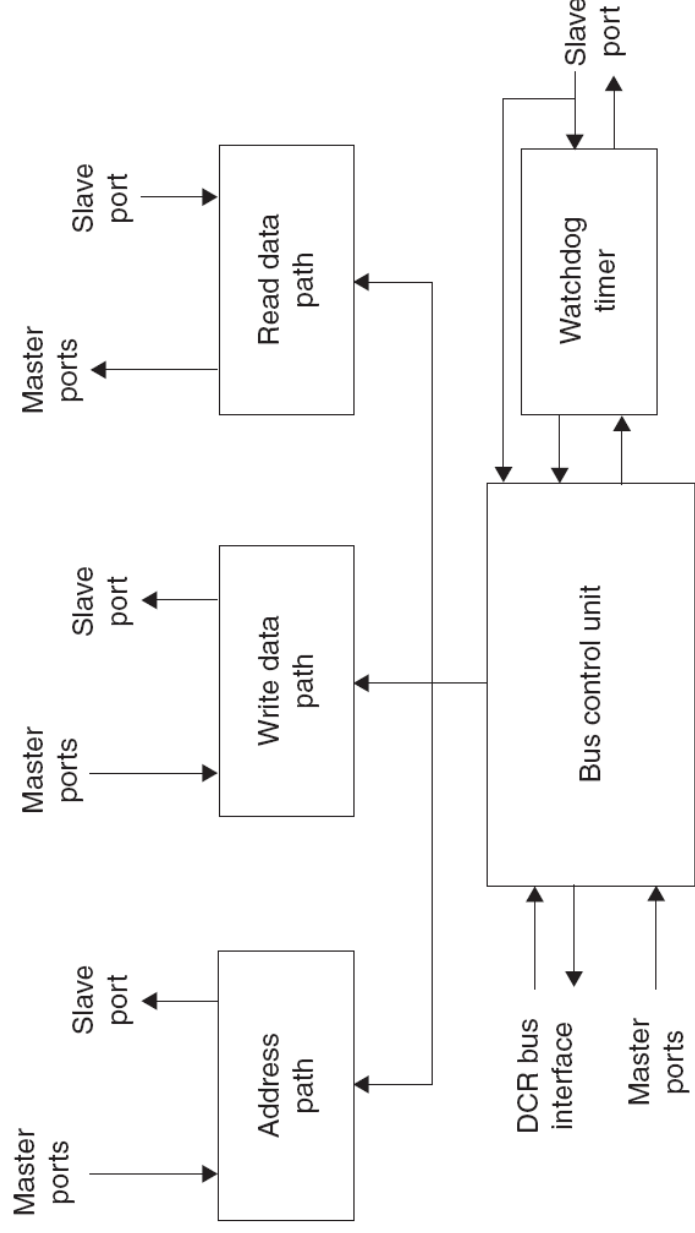 Master
ports
Slave
port
Address
path
Master
ports
Slave
port
Write data
path
Master
ports
Slave
port
Read data
path
DCR bus
interface
Master
ports
Bus control unit
Watchdog
timer
Slave
port